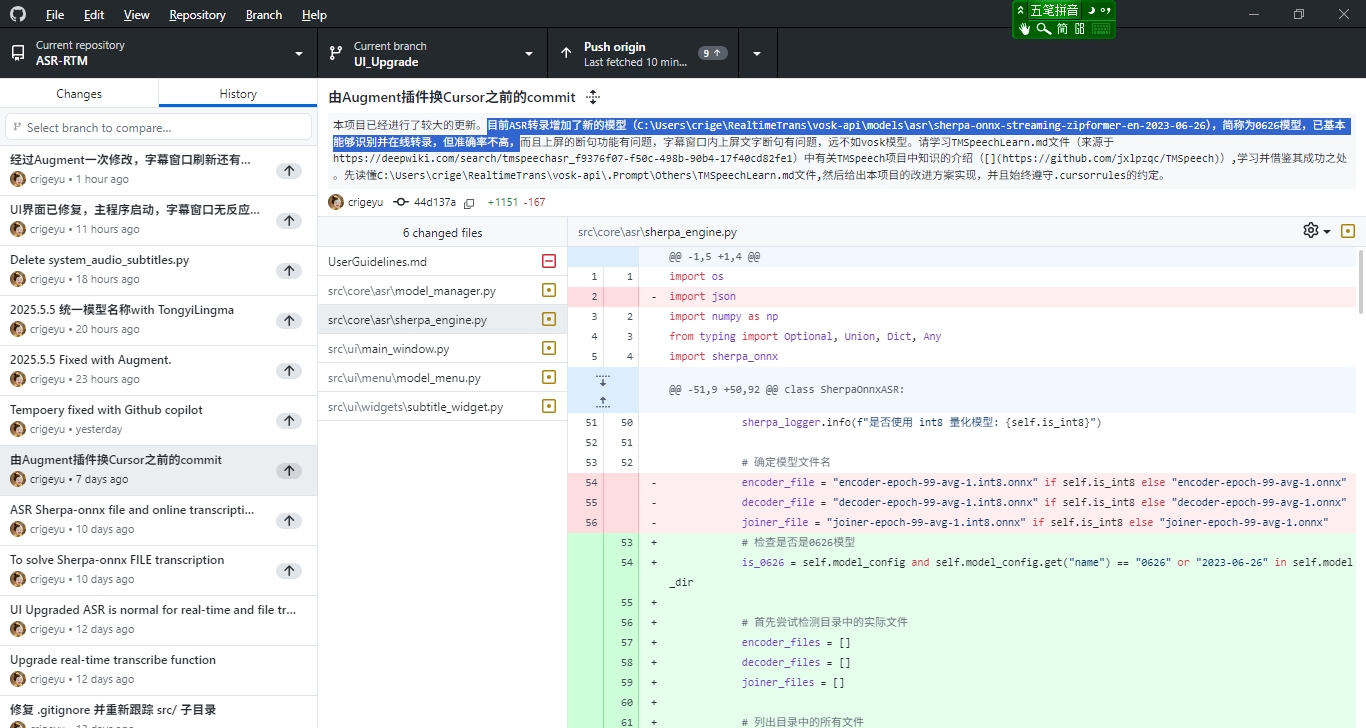 File Edit View Repository Branch Help
五笔拼音
简
Current repository
ASR-RTM
Current branch
UI_Upgrade
Push origin
Last fetched 10 min...
9
Changes
History
Select branch to compare...
经过Augment一次修改，字幕窗口刷新还有...
crigeyu • 1 hour ago
UI界面已修复，主程序启动，字幕窗口无反应...
crigeyu • 11 hours ago
Delete system_audio_subtitles.py
crigeyu • 18 hours ago
2025.5.5 统一模型名称with TongyiLingma
crigeyu • 20 hours ago
2025.5.5 Fixed with Augment.
crigeyu • 23 hours ago
Tempoery fixed with Github copilot
crigeyu • yesterday
由Augment插件换Cursor之前的commit
crigeyu • 7 days ago
ASR Sherpa-onnx file and online transcripti...
crigeyu • 10 days ago
To solve Sherpa-onnx FILE transcription
crigeyu • 10 days ago
UI Upgraded ASR is normal for real-time and file tr...
crigeyu • 12 days ago
Upgrade real-time transcribe function
crigeyu • 12 days ago
修复 .gitignore 并重新跟踪 src/ 子目录
crigeyu • 12 days ago
由Augment插件换Cursor之前的commit
本项目已经进行了较大的更新。目前ASR转录增加了新的模型（C:\Users\crige\RealtimeTrans\vosk-api\models\asr\sherpa-onnx-streaming-zipformer-en-2023-06-26），简称为0626模型，已基本
能够识别并在线转录，但准确率不高，而且上屏的断句功能有问题，字幕窗口内上屏文字断句有问题，远不如vosk模型。请学习TMSpeechLearn.md文件（来源于
https://deepwiki.com/search/tmspeechasr_f9376f07-f50c-498b-90b4-17f40cd82fe1）中有关TMSpeech项目中知识的介绍（[](https://github.com/jxlpzqc/TMSpeech)）,学习并借鉴其成功之处
。先读懂C:\Users\crige\RealtimeTrans\vosk-api\.Prompt\Others\TMSpeechLearn.md文件,然后给出本项目的改进方案实现，并且始终遵守.cursorrules的约定。
crigeyu 44d137a +1151 -167
6 changed files
UserGuidelines.md
src\core\asr\model_manager.py
src\core\asr\sherpa_engine.py
src\ui\main_window.py
src\ui\menu\model_menu.py
src\ui\widgets\subtitle_widget.py
src\core\asr\sherpa_engine.py
@@ -1,5 +1,4 @@
1 1 import os
2 - import json
3 2 import numpy as np
4 3 from typing import Optional, Union, Dict, Any
5 4 import sherpa_onnx
@@ -51,9 +50,92 @@ class SherpaOnnxASR:
51 50 sherpa_logger.info(f"是否使用 int8 量化模型: {self.is_int8}")
52 51
53 52 # 确定模型文件名
54 - encoder_file = "encoder-epoch-99-avg-1.int8.onnx" if self.is_int8 else "encoder-epoch-99-avg-1.onnx"
55 - decoder_file = "decoder-epoch-99-avg-1.int8.onnx" if self.is_int8 else "decoder-epoch-99-avg-1.onnx"
56 - joiner_file = "joiner-epoch-99-avg-1.int8.onnx" if self.is_int8 else "joiner-epoch-99-avg-1.onnx"
53 + # 检查是否是0626模型
54 + is_0626 = self.model_config and self.model_config.get("name") == "0626" or "2023-06-26" in self.model
_dir
55 +
56 + # 首先尝试检测目录中的实际文件
57 + encoder_files = []
58 + decoder_files = []
59 + joiner_files = []
60 +
61 + # 列出目录中的所有文件